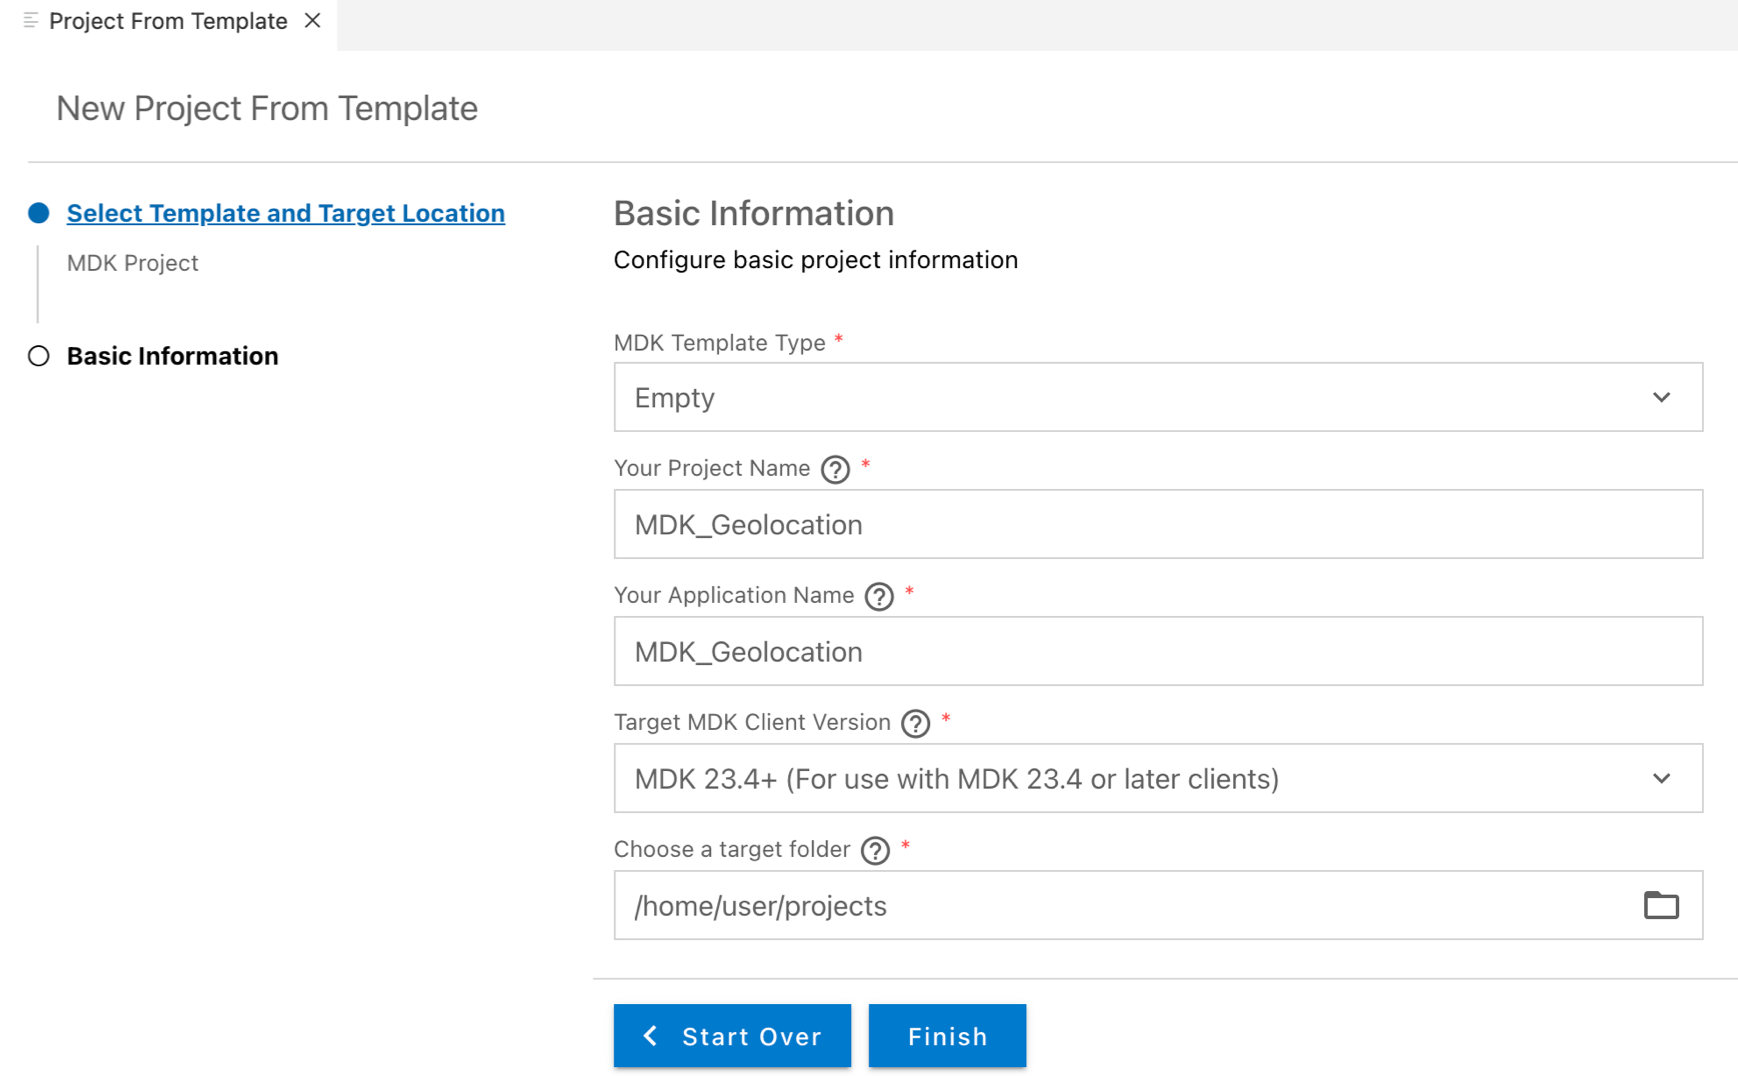 Project From Template
New Project From Template
Select Template and Target Location
MDK Project
Basic Information
Basic Information
Configure basic project information
MDK Template Type *
Empty
Your Project Name ? *
MDK_Geolocation
Your Application Name ? *
MDK_Geolocation
Target MDK Client Version ? *
MDK 23.4+ (For use with MDK 23.4 or later clients)
Choose a target folder ? *
/home/user/projects
Start Over
Finish